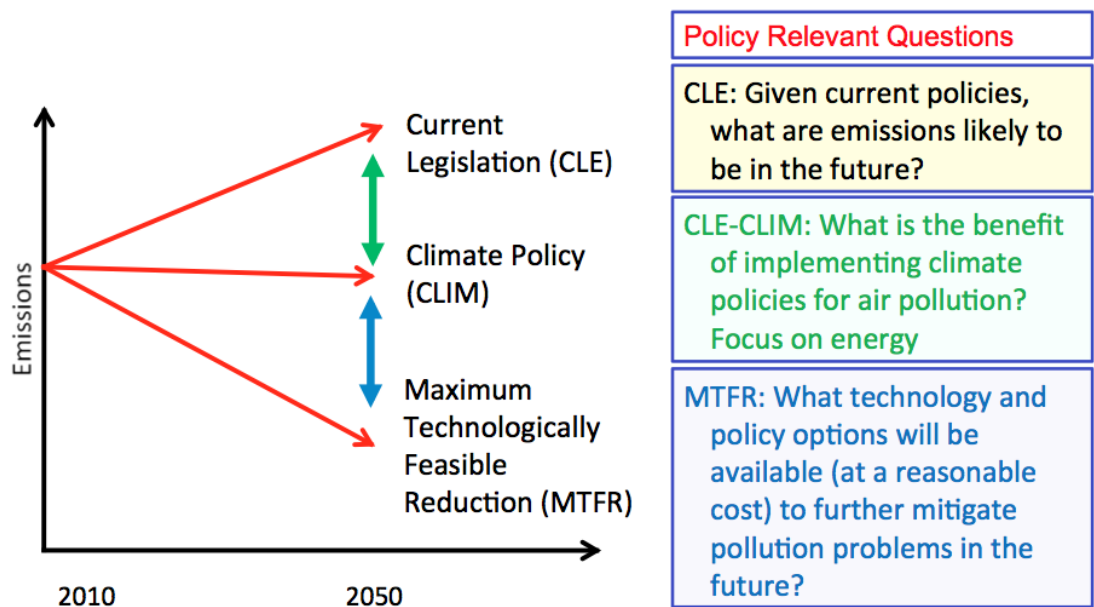 Emissions
Current
Legislation (CLE)
Climate Policy
(CLIM)
Maximum
Technologically
Feasible
Reduction (MTFR)
2010
2050
Policy Relevant Questions
CLE: Given current policies,
what are emissions likely to
be in the future?
CLE-CLIM: What is the benefit
of implementing climate
policies for air pollution?
Focus on energy
MTFR: What technology and
policy options will be
available (at a reasonable
cost) to further mitigate
pollution problems in the
future?